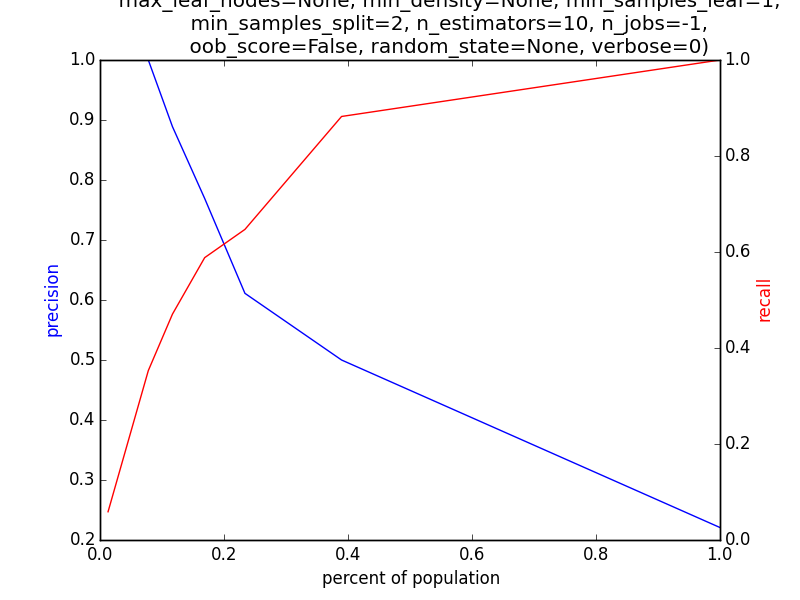 max_leaf_nodes=None, min_density=None, min_samples_leaf=1,
min_samples_split=2, n_estimators=10, n_jobs=-1,
oob_score=False, random_state=None, verbose=0)
1.0
0.9
0.8
0.7
0.6
0.5
0.4
0.3
0.2
precision
1.0
0.8
0.6
0.4
0.2
0.0
recall
0.0 0.2 0.4 0.6 0.8 1.0
percent of population